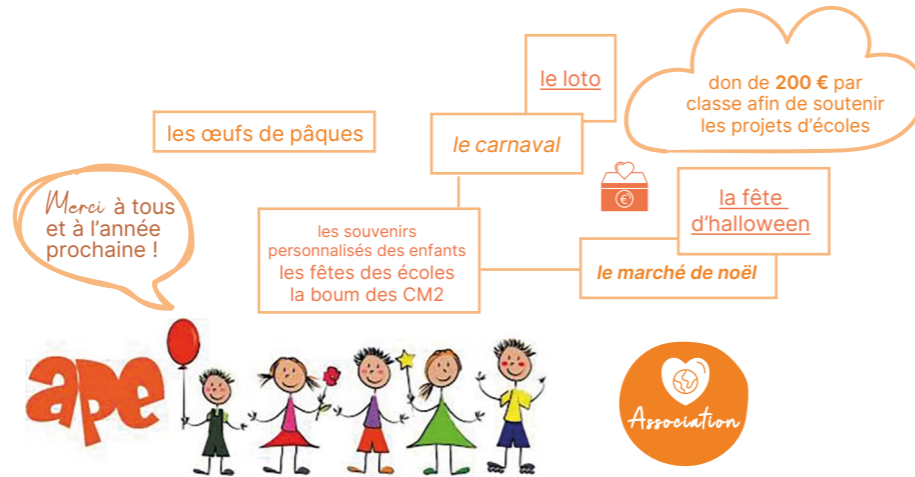 le loto
don de 200 € par
classe afin de soutenir
les projets d'écoles
les œufs de pâques
le carnaval
Merci à tous
et à l'année
prochaine !
€
la fête
d'halloween
les souvenirs
personnalisés des enfants
les fêtes des écoles
la boum des CM2
le marché de noël
ape
Association